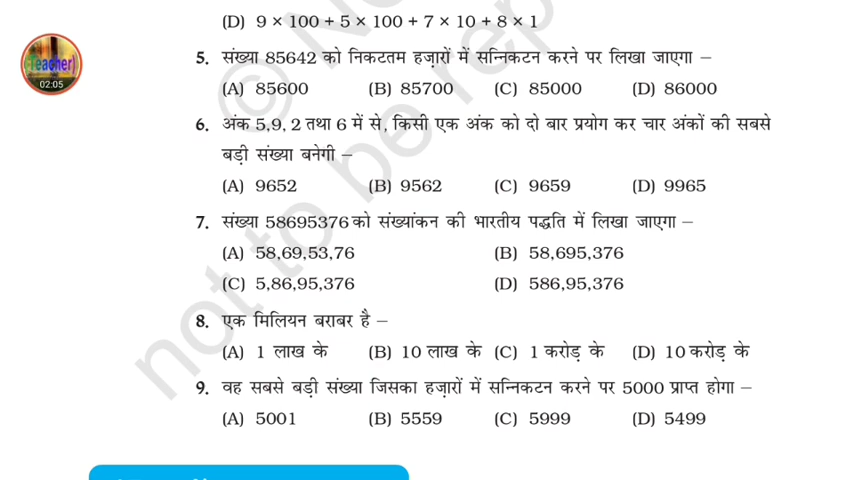 (D) 9 × 100 + 5 × 100 + 7 × 10 + 8 × 1
Teacher
02:05
5. संख्या 85642 को निकटतम हज़ारों में सन्निकटन करने पर लिखा जाएगा –
(A) 85600 (B) 85700 (C) 85000 (D) 86000
6. अंक 5,9, 2 तथा 6 में से, किसी एक अंक को दो बार प्रयोग कर चार अंकों की सबसे
बड़ी संख्या बनेगी –
(A) 9652 (B) 9562 (C) 9659 (D) 9965
7. संख्या 58695376 को संख्यांकन की भारतीय पद्धति में लिखा जाएगा –
(A) 58,69,53,76 (B) 58,695,376
(C) 5,86,95,376 (D) 586,95,376
8. एक मिलियन बराबर है –
(A) 1 लाख के (B) 10 लाख के (C) 1 करोड़ के (D) 10 करोड़ के
9. वह सबसे बड़ी संख्या जिसका हज़ारों में सन्निकटन करने पर 5000 प्राप्त होगा –
(A) 5001 (B) 5559 (C) 5999 (D) 5499
not to be rep